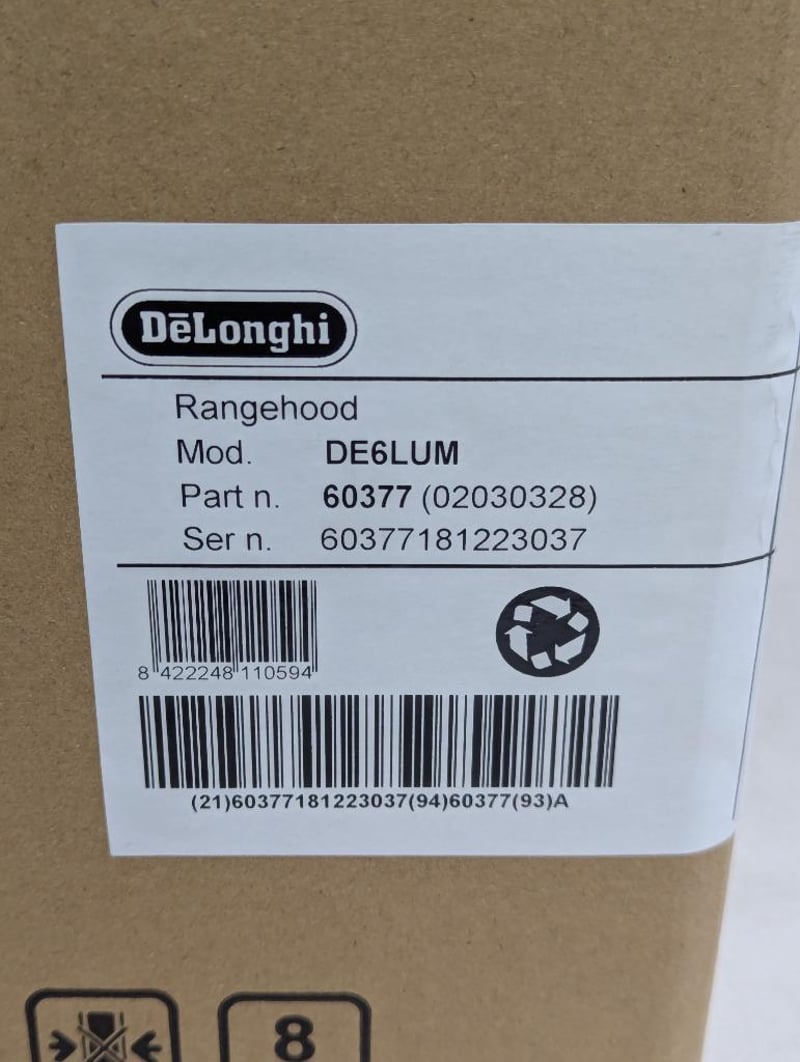 DēLonghi
Rangehood
Mod. DE6LUM
Part n. 60377 (02030328)
Ser n. 60377181223037
8 422248 110594
(21)60377181223037(94)60377(93)A
8